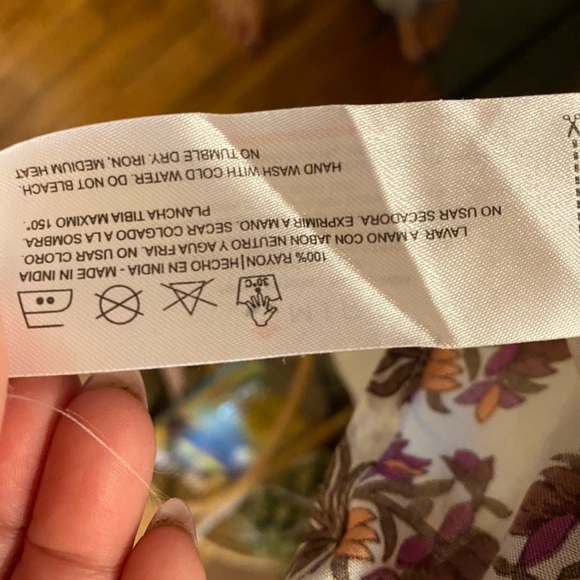 30°C
100% RAYON|HECHO EN INDIA - MADE IN INDIA
LAVAR A MANO CON JABON NEUTRO Y AGUA FRIA. NO USAR CLORO.
NO USAR SECADORA. EXPRIMIR A MANO. SECAR COLGADO A LA SOMBRA.
PLANCHA TIBIA MAXIMO 150°.
HAND WASH WITH COLD WATER. DO NOT BLEACH.
NO TUMBLE DRY. IRON, MEDIUM HEAT